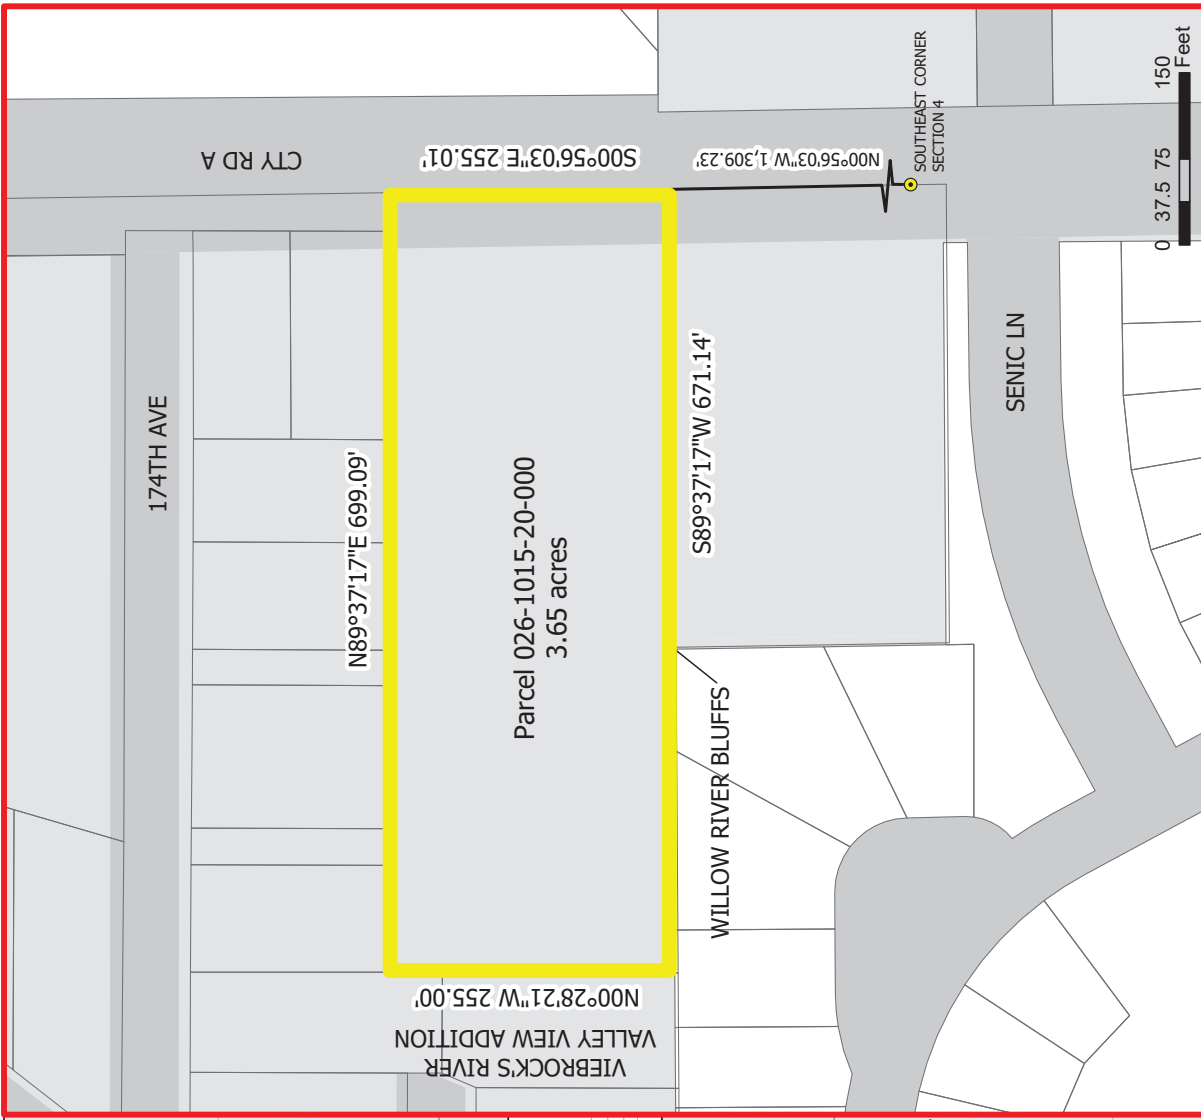 174TH AVE
CTY RD A
N89°37'17"E 699.09'
S00°56'03"E 255.01'
Parcel 026-1015-20-000
3.65 acres
N00°28'21"W 255.00'
VIEBROCK'S RIVER
VALLEY VIEW ADDITION
S89°37'17"W 671.14'
N00°56'03"W 1,309.23'
WILLOW RIVER BLUFFS
SOUTHEAST CORNER
SECTION 4
SENIC LN
0 37.5 75 150
Feet